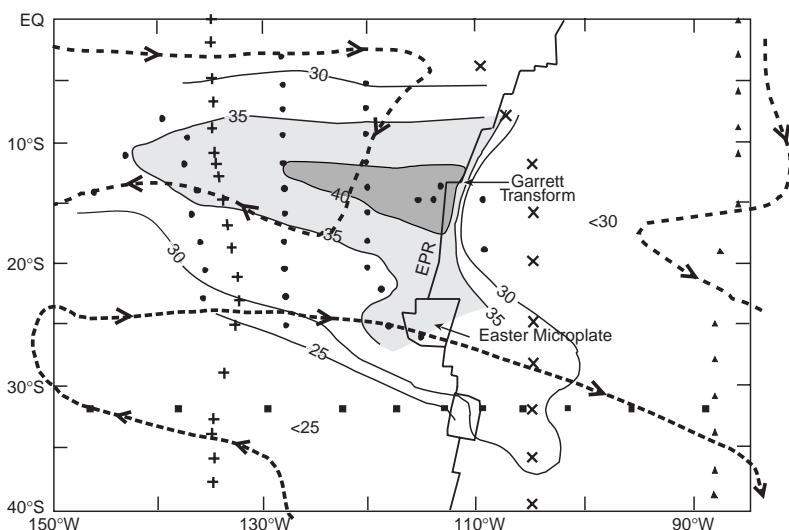 EQ
30
35
10°S
40
Garrett
Transform
35
<30
30
20°S
EPR
30
35
Easter Microplate
25
30°S
<25
40°S
150°W
130°W
110°W
90°W